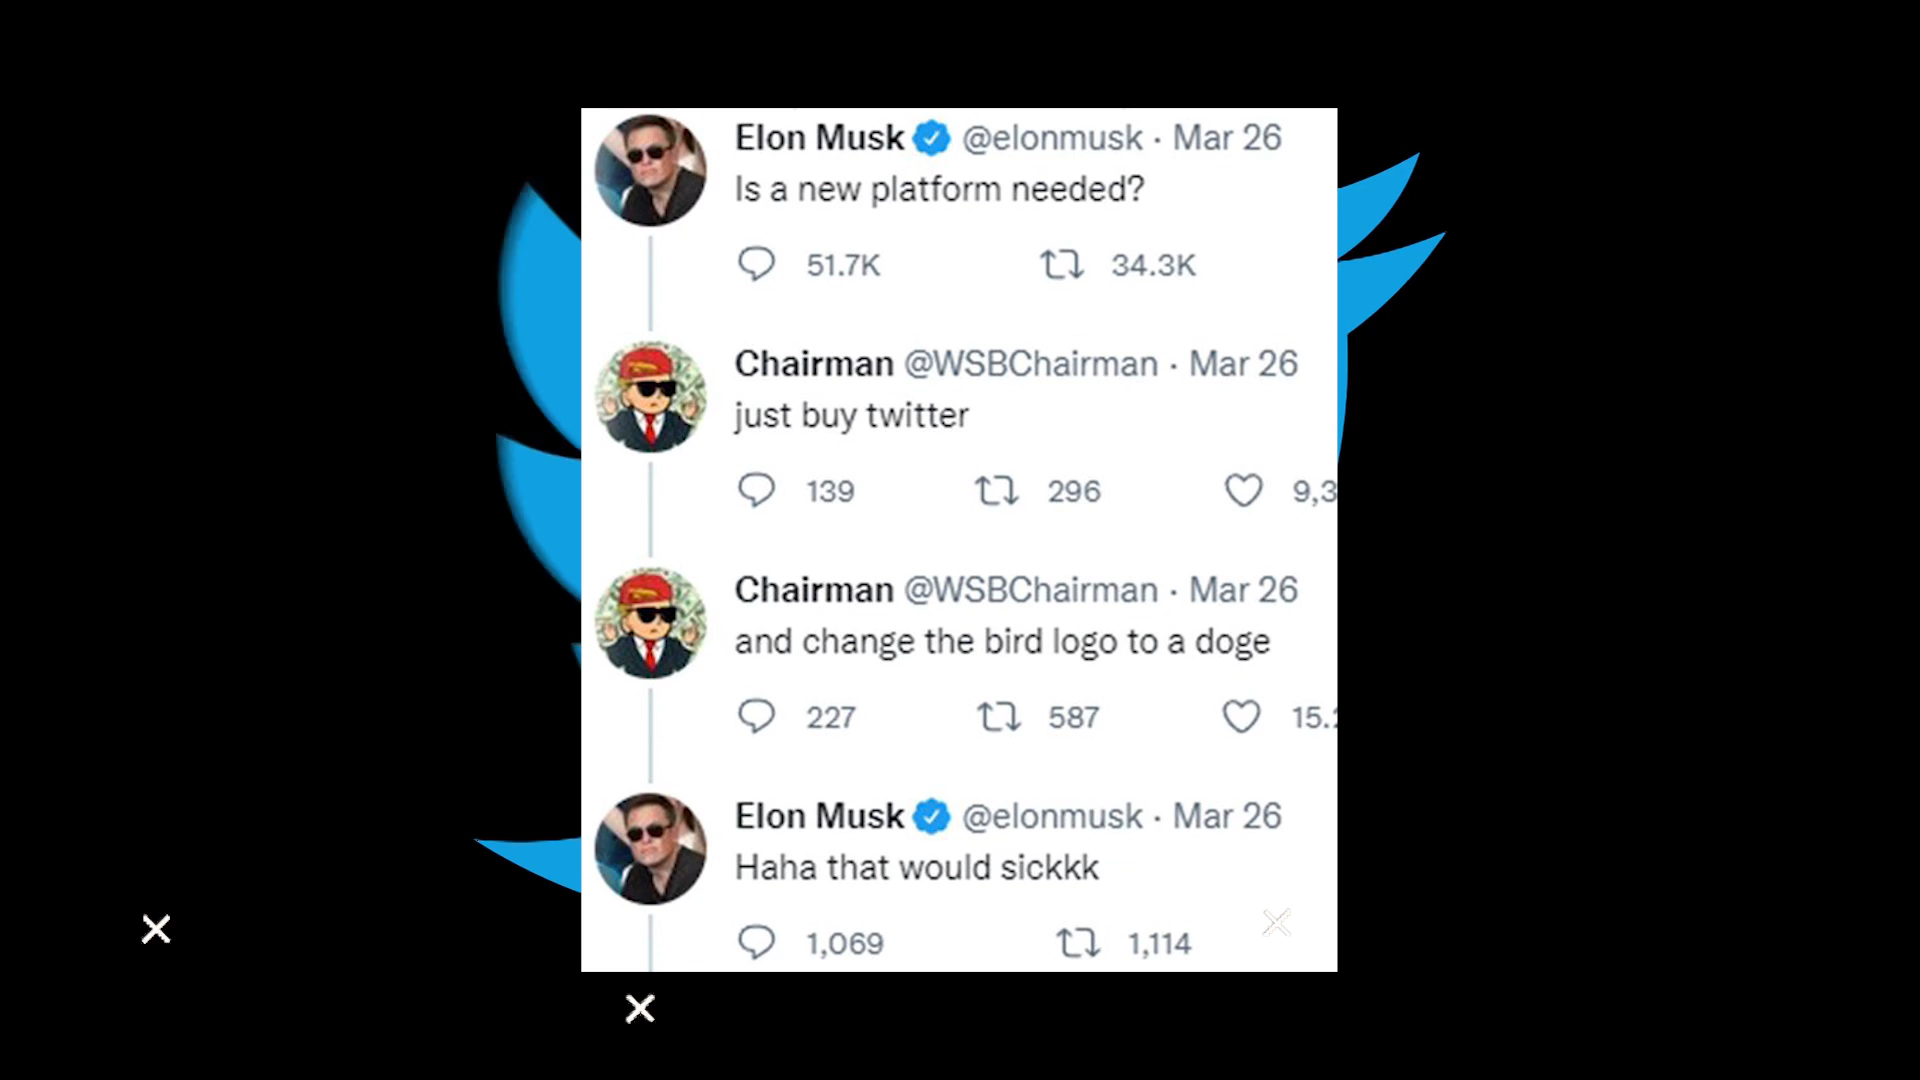 Elon Musk @elonmusk · Mar 26
Is a new platform needed?
51.7K 34.3K
Chairman @WSBChairman · Mar 26
just buy twitter
139 296 9,3
Chairman @WSBChairman · Mar 26
and change the bird logo to a doge
227 587 15.
Elon Musk @elonmusk · Mar 26
Haha that would sickkk
1,069 1,114